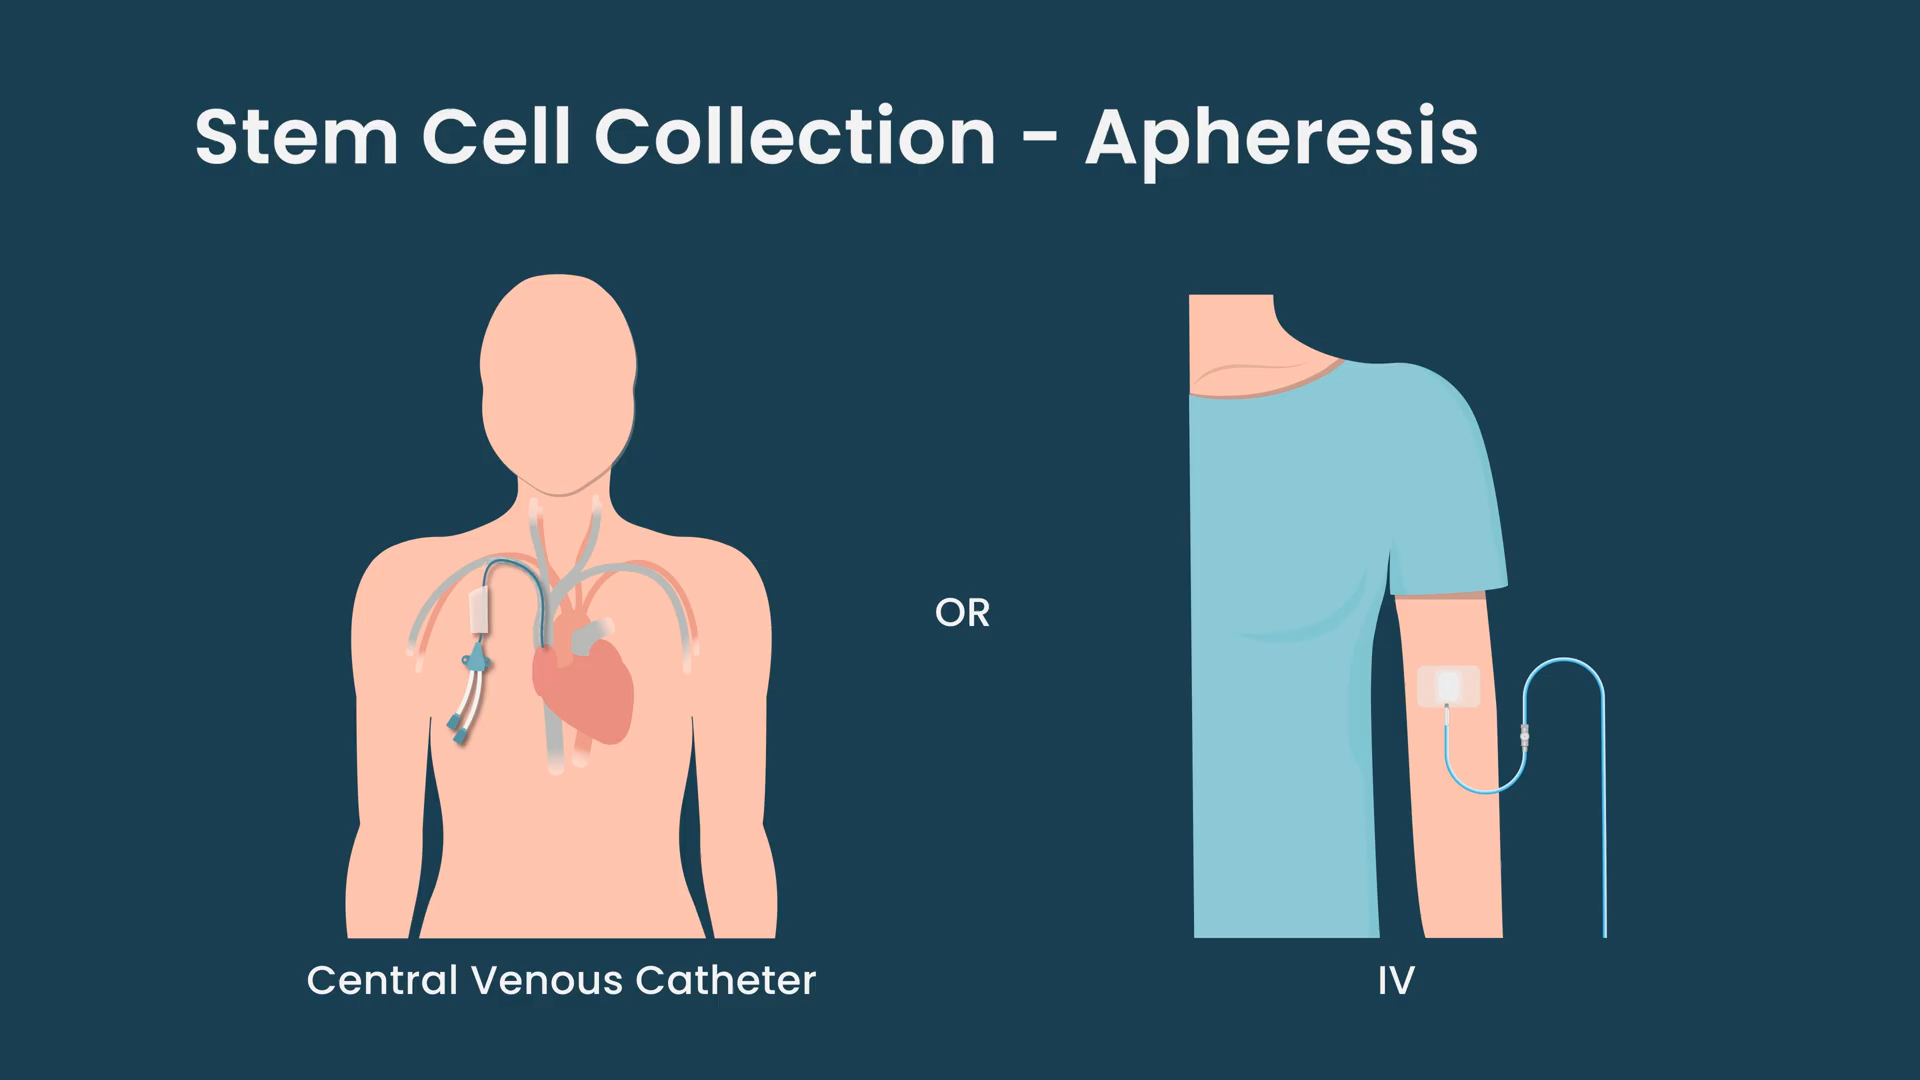 Stem Cell Collection - Apheresis
OR
Central Venous Catheter
IV